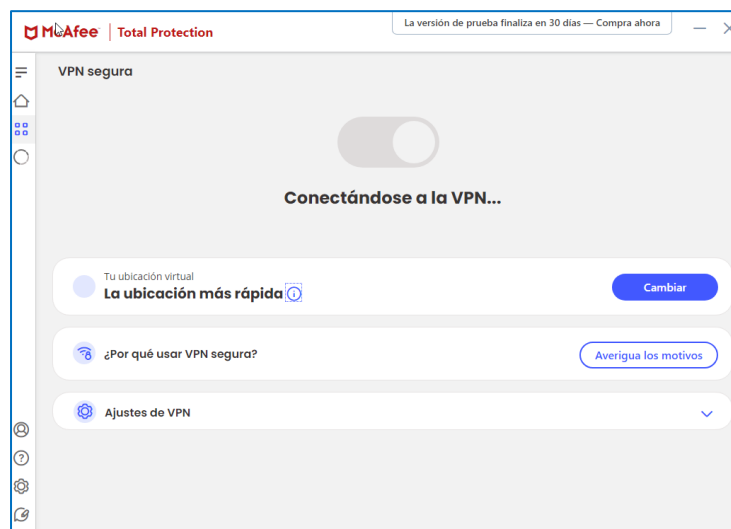 McAfee | Total Protection
La versión de prueba finaliza en 30 días — Compra ahora
VPN segura
Conectándose a la VPN...
Tu ubicación virtual
La ubicación más rápida
Cambiar
¿Por qué usar VPN segura?
Averigua los motivos
Ajustes de VPN